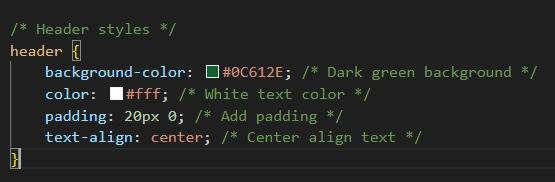 /* Header styles */
header {
    background-color: #0C612E; /* Dark green background */
    color: #fff; /* White text color */
    padding: 20px 0; /* Add padding */
    text-align: center; /* Center align text */
}